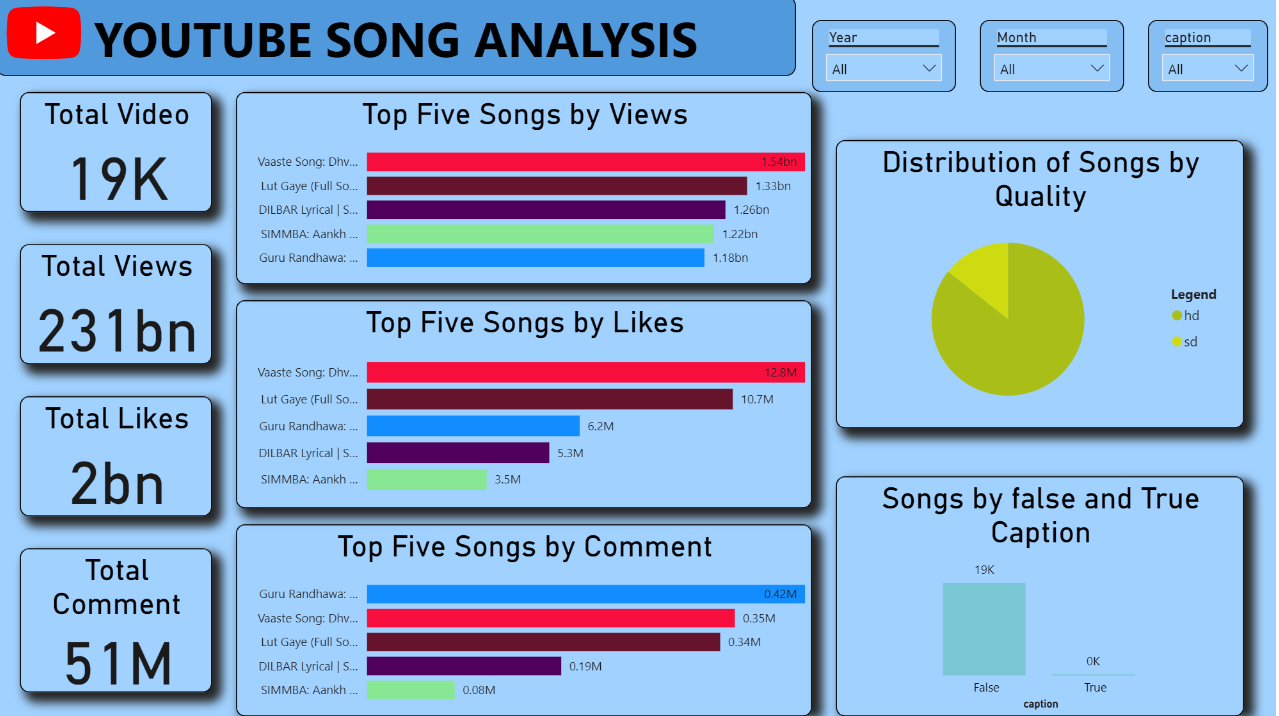 YOUTUBE SONG ANALYSIS
Year
All
Month
All
caption
All
Total Video
19K
Total Views
231bn
Total Likes
2bn
Total
Comment
51M
Top Five Songs by Views
Vaaste Song: Dhv... 1.54bn
Lut Gaye (Full So... 1.33bn
DILBAR Lyrical | S... 1.26bn
SIMMBA: Aankh ... 1.22bn
Guru Randhawa: ... 1.18bn
Top Five Songs by Likes
Vaaste Song: Dhv... 12.8M
Lut Gaye (Full So... 10.7M
Guru Randhawa: ... 6.2M
DILBAR Lyrical | S... 5.3M
SIMMBA: Aankh ... 3.5M
Top Five Songs by Comment
Guru Randhawa: ... 0.42M
Vaaste Song: Dhv... 0.35M
Lut Gaye (Full So... 0.34M
DILBAR Lyrical | S... 0.19M
SIMMBA: Aankh ... 0.08M
Distribution of Songs by
Quality
Legend
hd
sd
Songs by false and True
Caption
19K
0K
False True
caption